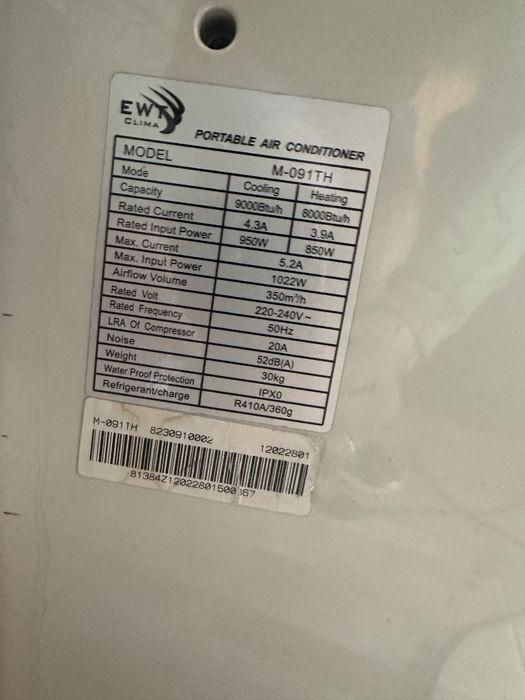 EWT
CLIMA
PORTABLE AIR CONDITIONER
MODEL M-091TH
Mode Cooling Heating
Capacity 9000Btu/h 8000Btu/h
Rated Current 4.3A 3.9A
Rated Input Power 950W 850W
Max. Current 5.2A
Max. Input Power 1022W
Airflow Volume 350m³/h
Rated Volt 220-240V~
Rated Frequency 50Hz
LRA Of Compressor 20A
Noise 52dB(A)
Weight 30kg
Water Proof Protection IPX0
Refrigerant/charge R410A/360g
M-091TH 8230910002 12022801